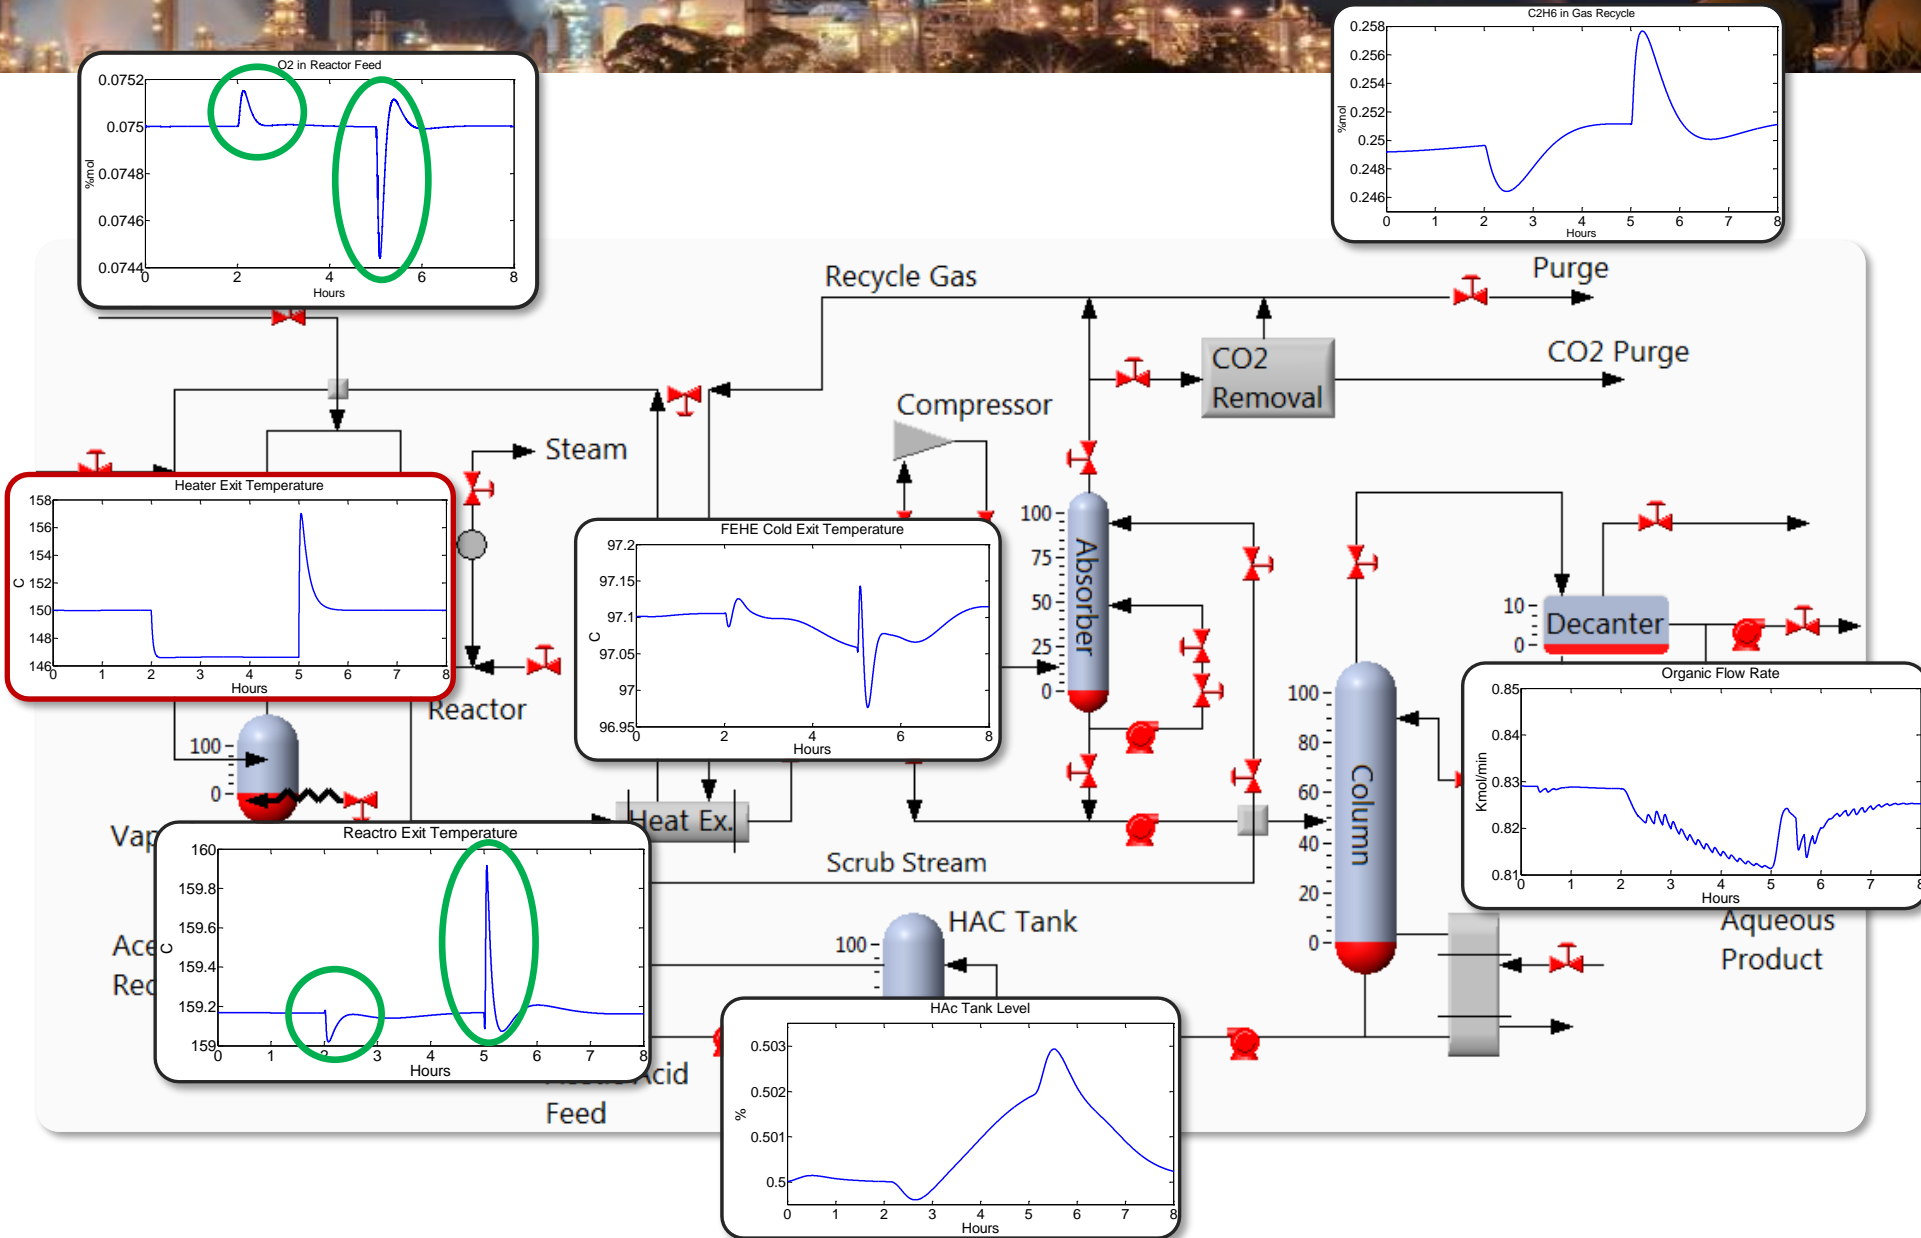 C2H6 in Gas Recycle
0.258
0.256
0.254
0.252
0.25
0.248
0.246
%mol
0 1 2 3 4 5 6 7 8
Hours
O2 in Reactor Feed
0.0752
0.075
0.0748
0.0746
0.0744
%mol
0 2 4 6 8
Hours
Recycle Gas
Purge
CO2
Removal
CO2 Purge
Compressor
Steam
Heater Exit Temperature
158
156
154
152
150
148
146
C
0 1 2 3 4 5 6 7 8
Hours
FEHE Cold Exit Temperature
97.2
97.15
97.1
97.05
97
96.95
C
0 2 4 6 8
Hours
100
75
50
25
0
Absorber
10
0
Decanter
Reactor
100
0
Heat Ex.
100
80
60
40
20
0
Column
Organic Flow Rate
0.85
0.84
0.83
0.82
0.81
Kmol/min
0 1 2 3 4 5 6 7 8
Hours
Vap
Reactro Exit Temperature
160
159.8
159.6
159.4
159.2
159
C
0 1 2 3 4 5 6 7 8
Hours
Scrub Stream
Ace
Rec
HAC Tank
100
Aqueous
Product
Acid
Feed
HAc Tank Level
0.503
0.502
0.501
0.5
%
0 1 2 3 4 5 6 7 8
Hours